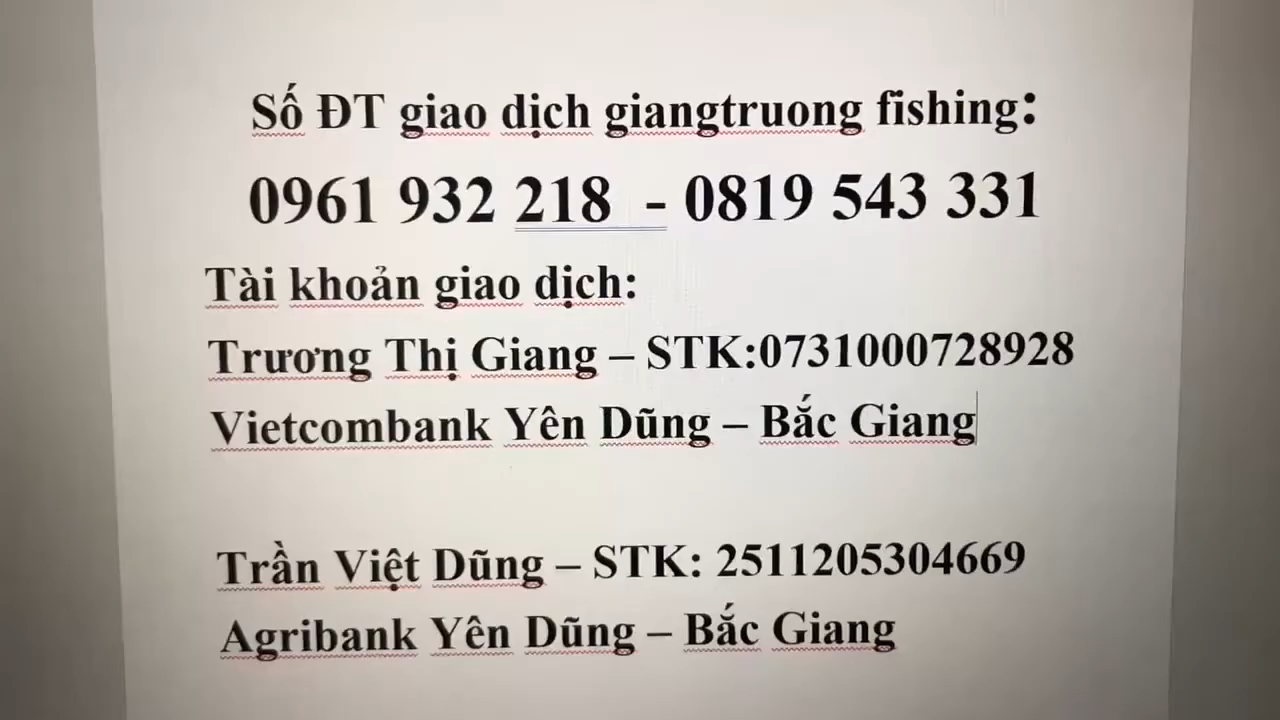 Số ĐT giao dịch giangtruong fishing:
0961 932 218 - 0819 543 331
Tài khoản giao dịch:
Trương Thị Giang – STK:0731000728928
Vietcombank Yên Dũng – Bắc Giang
Trần Việt Dũng – STK: 2511205304669
Agribank Yên Dũng – Bắc Giang